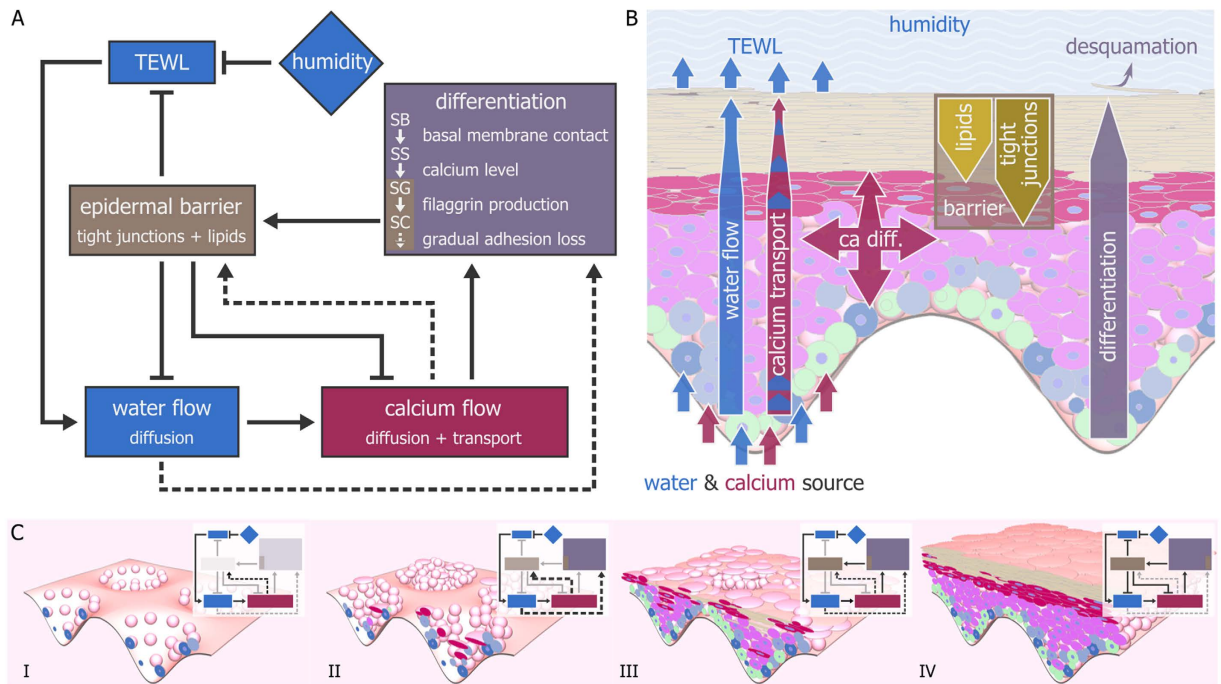 A
TEWL
humidity
differentiation
SB
basal membrane contact
SS
calcium level
SG
filaggrin production
SC
gradual adhesion loss
epidermal barrier
tight junctions + lipids
water flow
diffusion
calcium flow
diffusion + transport
B
humidity
TEWL
desquamation
lipids
tight
junctions
barrier
ca diff.
water flow
calcium transport
differentiation
water & calcium source
C
I
II
III
IV